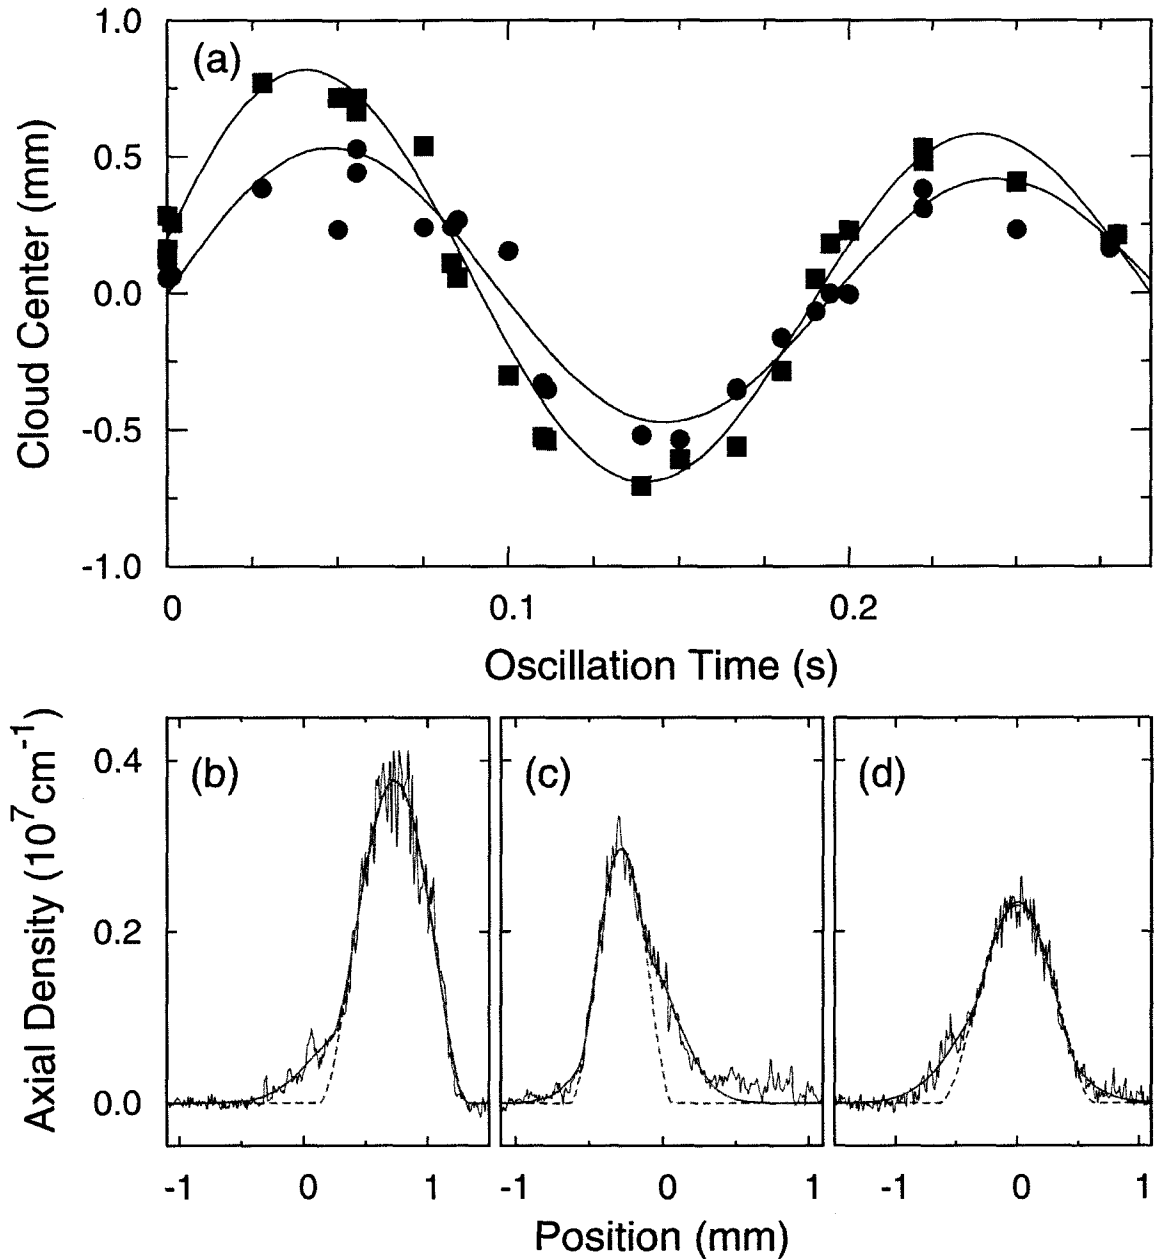 1.0
(a)
0.5
0.0
-0.5
-1.0
Cloud Center (mm)
0 0.1 0.2
Oscillation Time (s)
(b) (c) (d)
0.4
0.2
0.0
Axial Density (10⁷cm⁻¹)
-1 0 1 -1 0 -1 0 1
Position (mm)